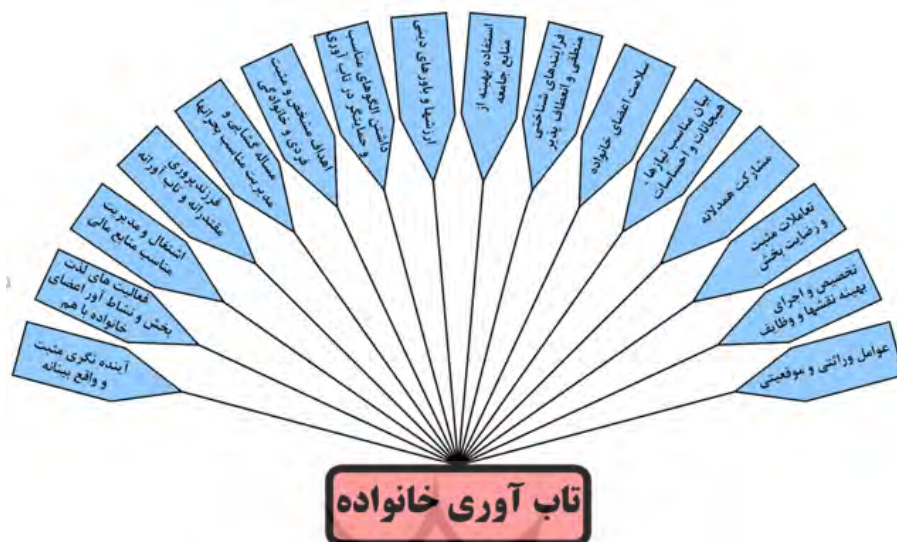 عوامل وراثتی و موقعیتی
تخصیص و اجرای
بهینه نقشها و وظایف
تعاملات مثبت
و رضایت بخش
مشارکت همدلانه
بیان مناسب نیازها،
هیجانات و احساسات
سلامت اعضای خانواده
فرایندهای شناختی
منطقی و انعطاف پذیر
استفاده بهینه از
منابع جامعه
ارزشها و باورهای دینی
داشتن الگوهای مناسب
و حمایتگر در تاب آوری
اهداف مشخص و مثبت
فردی و خانوادگی
مساله گشایی و
مدیریت مناسب بحرانها
فرزندپروری
مقتدرانه و تاب آورانه
اشتغال و مدیریت
مناسب منابع مالی
فعالیت های لذت
بخش و نشاط آور اعضای
خانواده با هم
آینده نگری مثبت
و واقع بینانه
تاب آوری خانواده